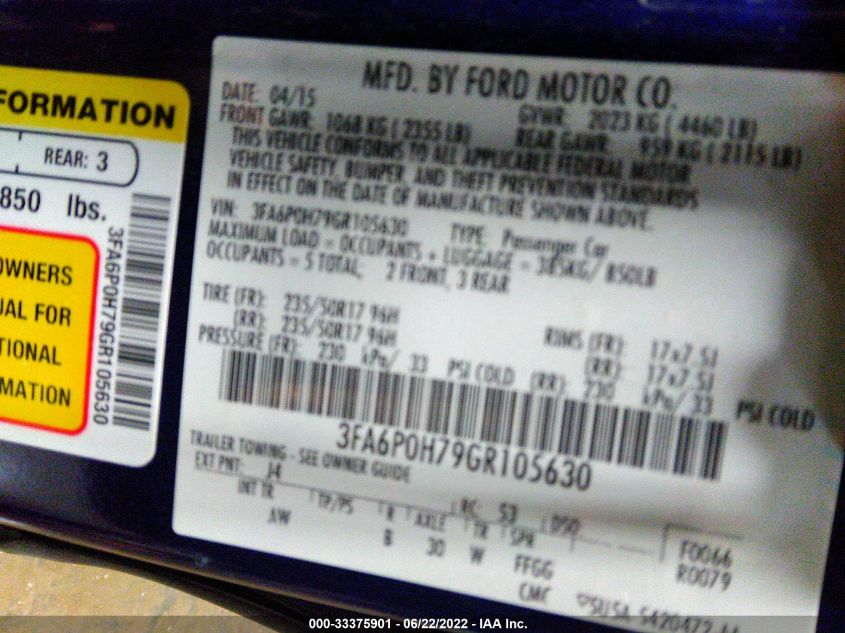 FORMATION
REAR: 3
850 lbs.
OWNERS
UAL FOR
TIONAL
MATION
3FA6P0H79GR105630
MFD. BY FORD MOTOR CO.
DATE: 04/15 GVWR: 2023 KG ( 4460 LB)
FRONT GAWR: 1068 KG ( 2355 LB) REAR GAWR: 959 KG ( 2115 LB)
THIS VEHICLE CONFORMS TO ALL APPLICABLE FEDERAL MOTOR
VEHICLE SAFETY, BUMPER, AND THEFT PREVENTION STANDARDS
IN EFFECT ON THE DATE OF MANUFACTURE SHOWN ABOVE.
VIN: 3FA6P0H79GR105630 TYPE: Passenger Car
MAXIMUM LOAD = OCCUPANTS + LUGGAGE = 385KG/ 850LB
OCCUPANTS = 5 TOTAL, 2 FRONT, 3 REAR
TIRE (FR): 235/50R17 96H RIMS (FR): 17x7.5J
(RR): 235/50R17 96H (RR): 17x7.5J
PRESSURE (FR): 230 kPa/ 33 PSI COLD (RR): 230 kPa/ 33 PSI COLD
3FA6P0H79GR105630
TRAILER TOWING - SEE OWNER GUIDE
EXT PNT: J4 RC: 53 DSO:
INT TR TP/PS R AXLE TR SPR F0066
AW B 30 W FFGG R0079
CMC
000-33375901 - 06/22/2022 - IAA Inc.